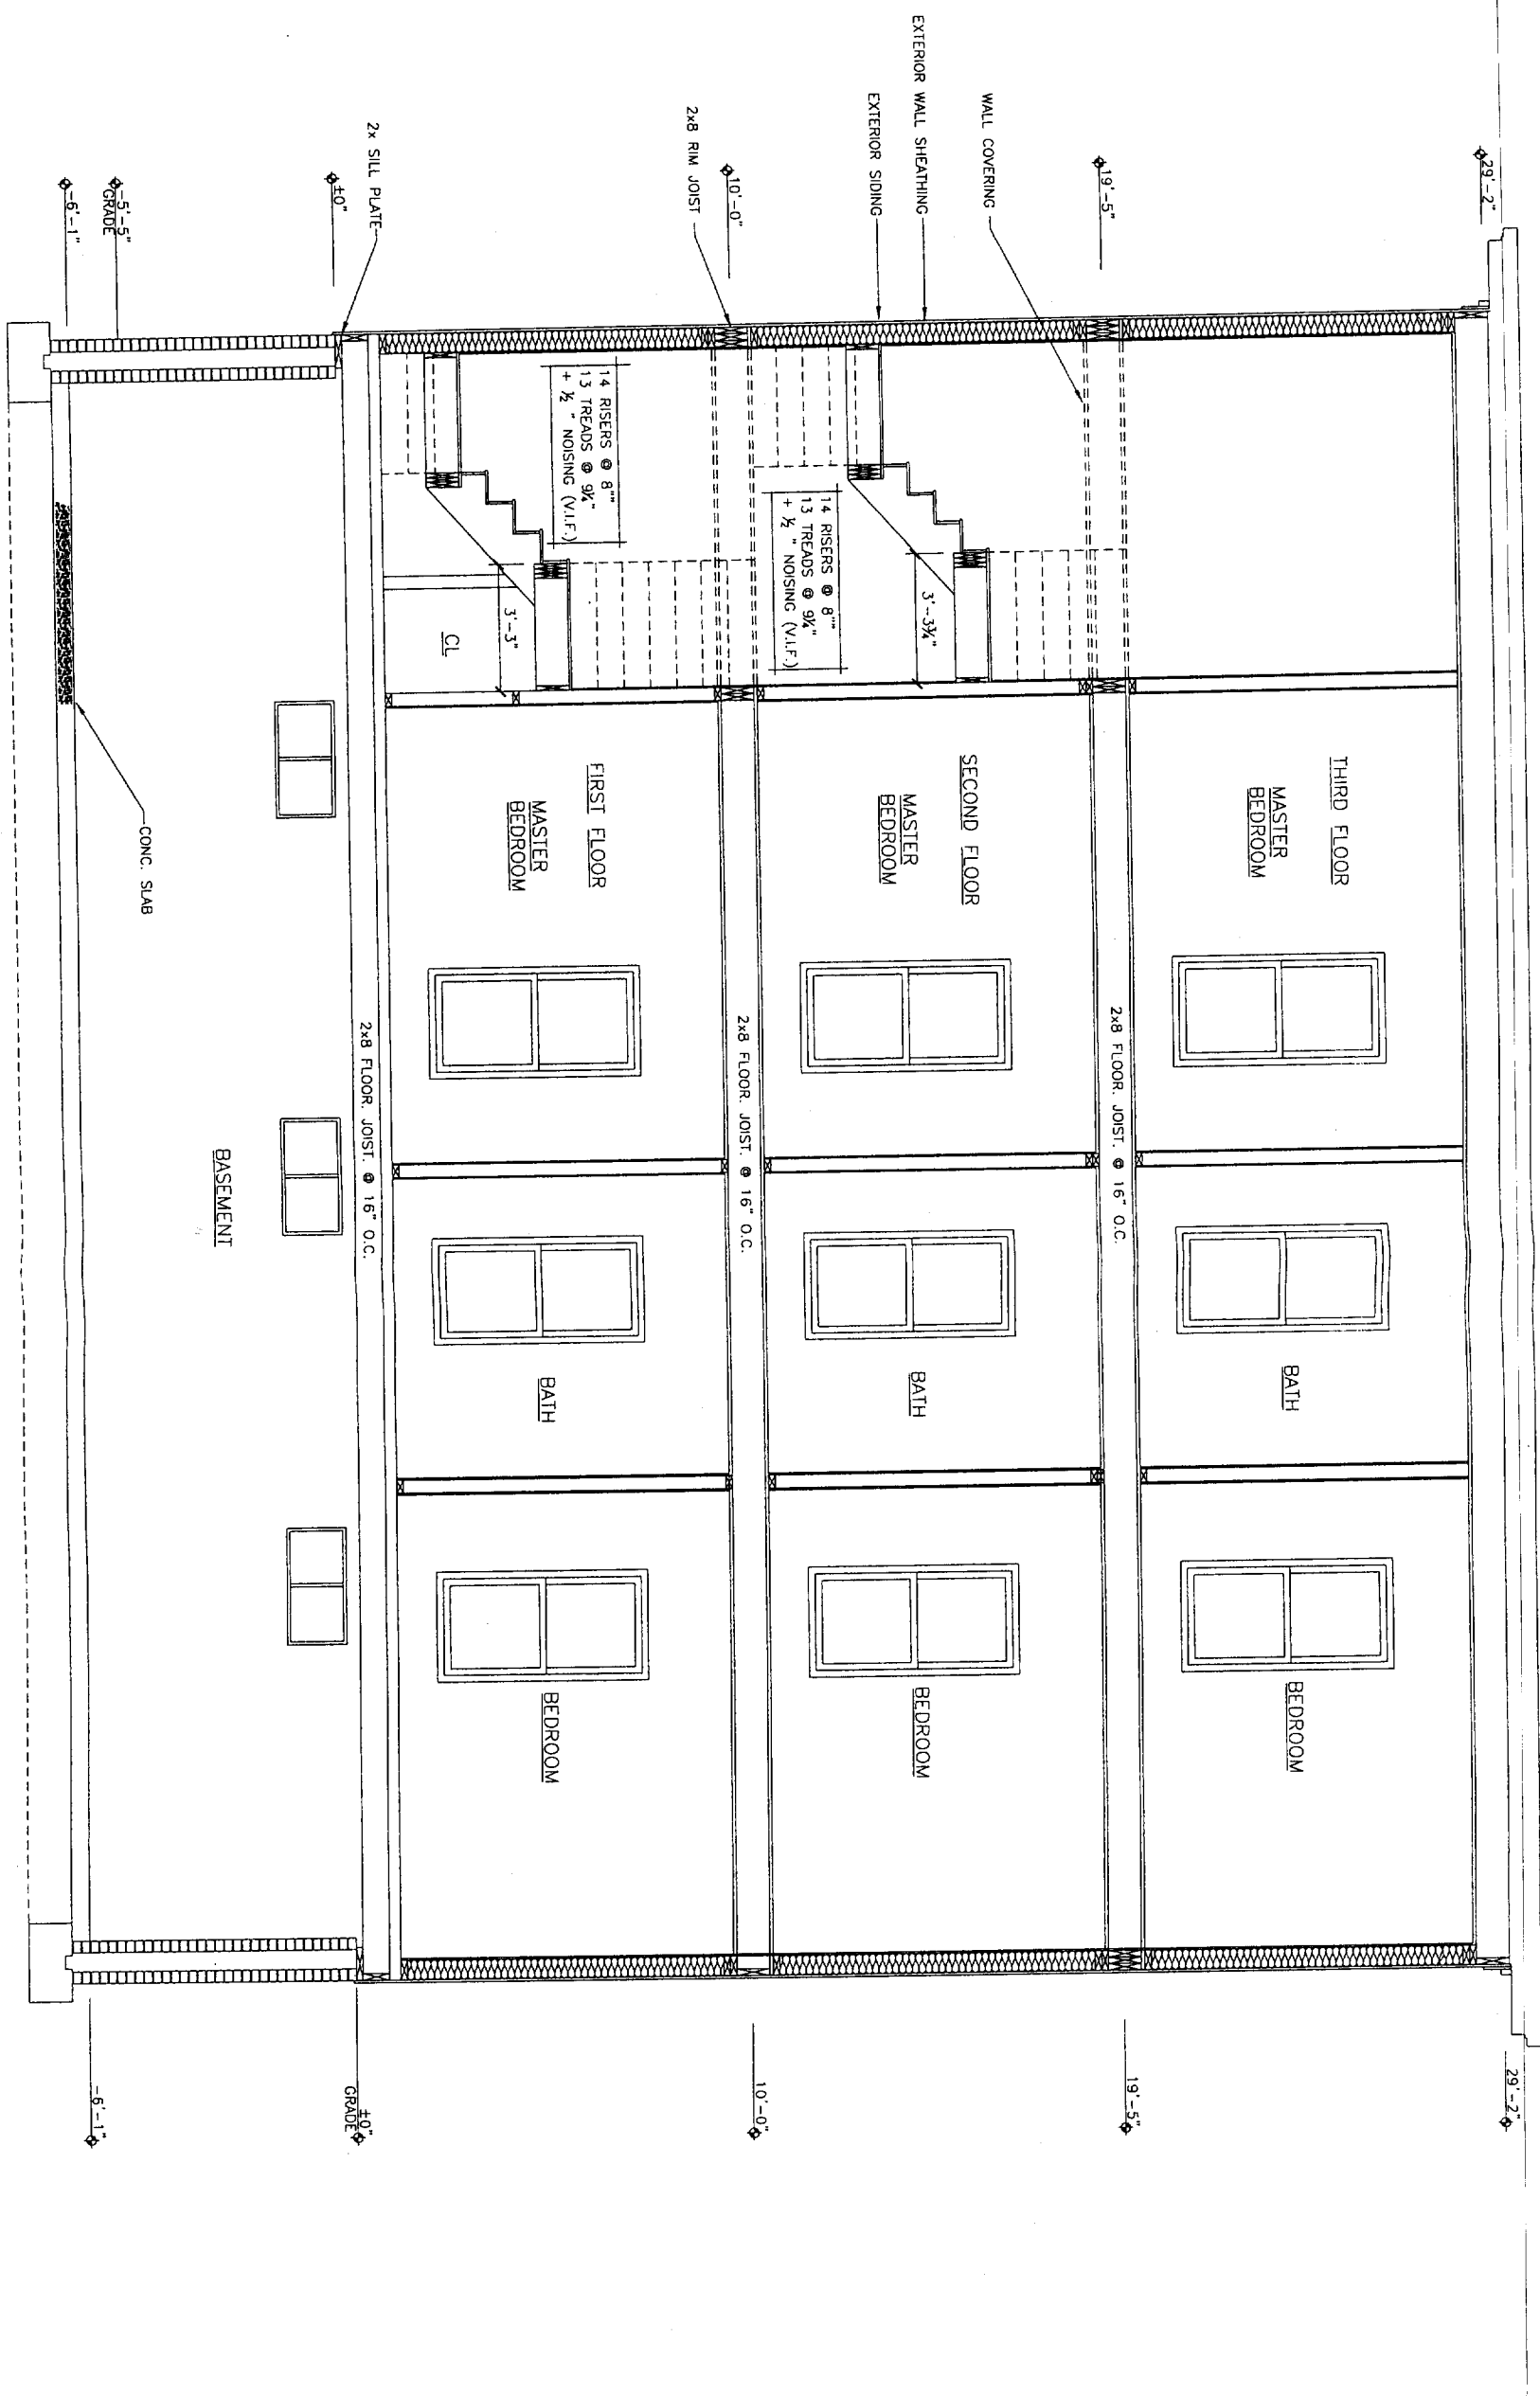 29'-2"
19'-5"
10'-0"
±0"
-5'-5"
GRADE
-6'-1"
WALL COVERING
EXTERIOR WALL SHEATHING
EXTERIOR SIDING
2x8 RIM JOIST
2x SILL PLATE
THIRD FLOOR
MASTER
BEDROOM
BATH
BEDROOM
2x8 FLOOR. JOIST. @ 16" O.C.
14 RISERS @ 8""
13 TREADS @ 9¼"
+ ½ " NOISING (V.I.F.)
3'-3¾"
SECOND FLOOR
MASTER
BEDROOM
BATH
BEDROOM
2x8 FLOOR. JOIST. @ 16" O.C.
14 RISERS @ 8""
13 TREADS @ 9¼"
+ ½ " NOISING (V.I.F.)
3'-3"
CL
FIRST FLOOR
MASTER
BEDROOM
BATH
BEDROOM
2x8 FLOOR. JOIST. @ 16" O.C.
BASEMENT
CONC. SLAB
29'-2"
19'-5"
10'-0"
±0"
GRADE
-6'-1"